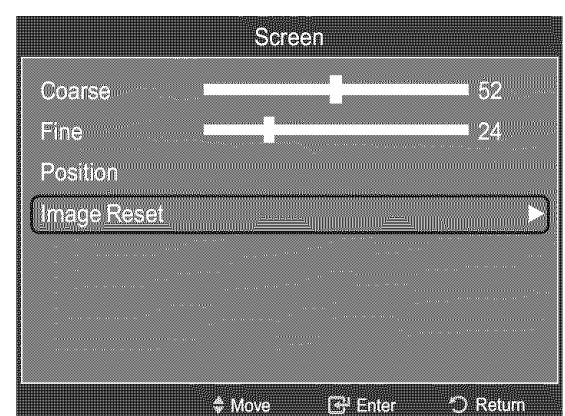 Screen
Coarse 52
Fine 24
Position
Image Reset
Move Enter Return